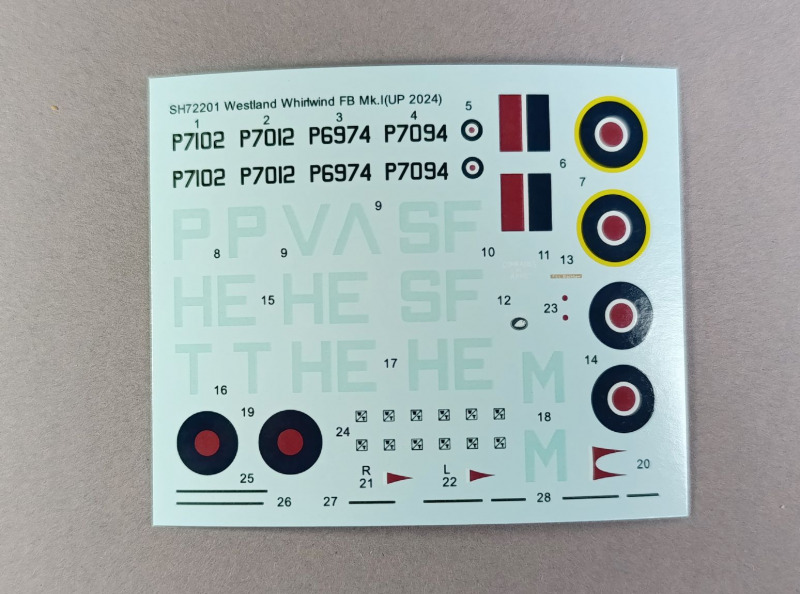 SH72201 Westland Whirlwind FB Mk.I(UP 2024)
1 2 3 4 5
P7102 P7012 P6974 P7094
P7102 P7012 P6974 P7094
6
7
9
P P V A SF
8 9 10 11 13
HE 15 HE SF 12 23
T T HE 17 HE M 14
16
19 18
24
M
R L 20
21 22
25
26 27 28